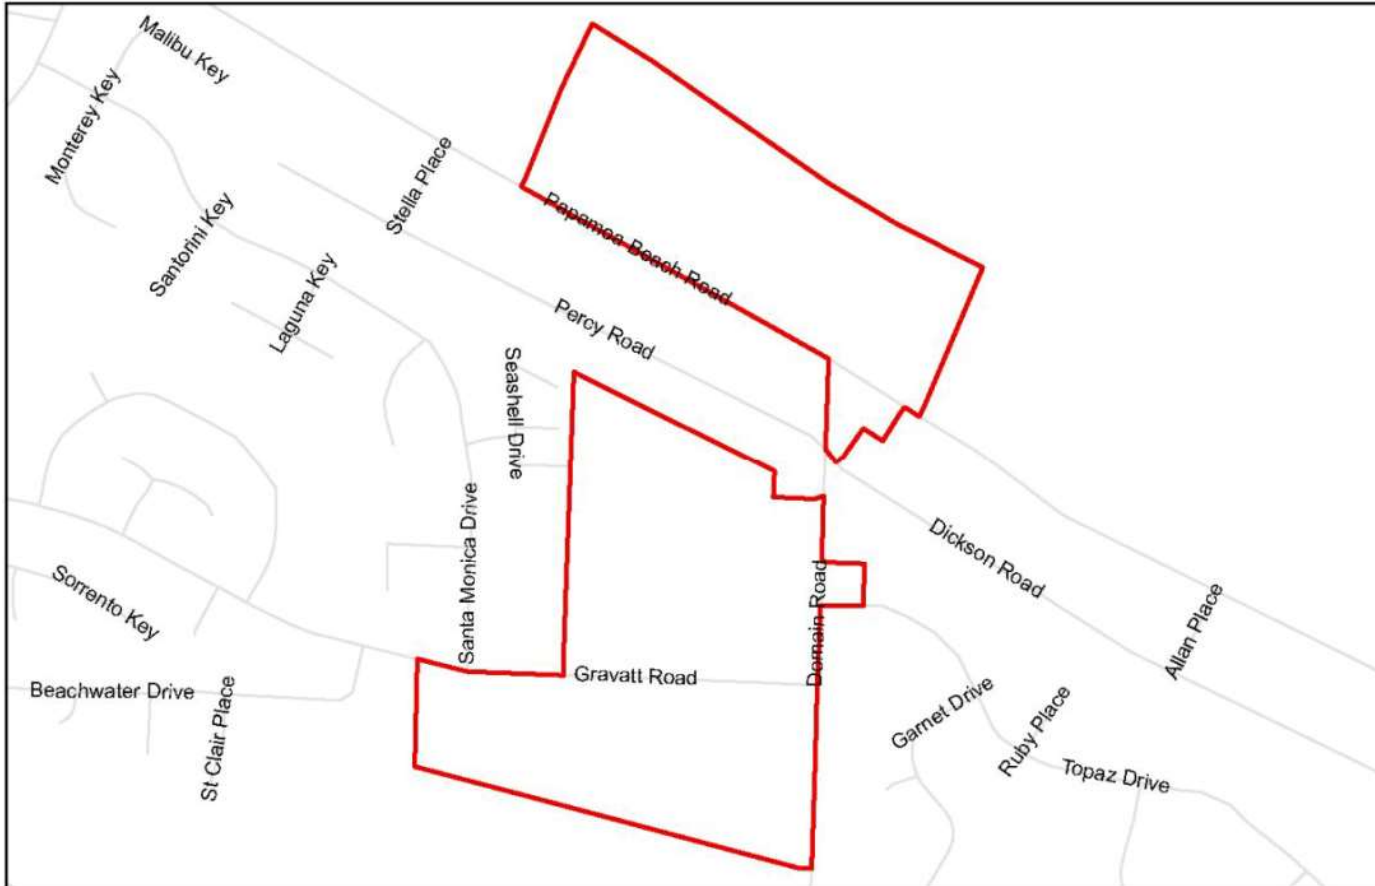 Malibu Key
Monterey Key
Stella Place
Santorini Key
Papamoa Beach Road
Laguna Key
Percy Road
Seashell Drive
Santa Monica Drive
Dickson Road
Sorrento Key
Domain Road
Allan Place
Gravatt Road
Beachwater Drive
St Clair Place
Garnet Drive
Ruby Place
Topaz Drive